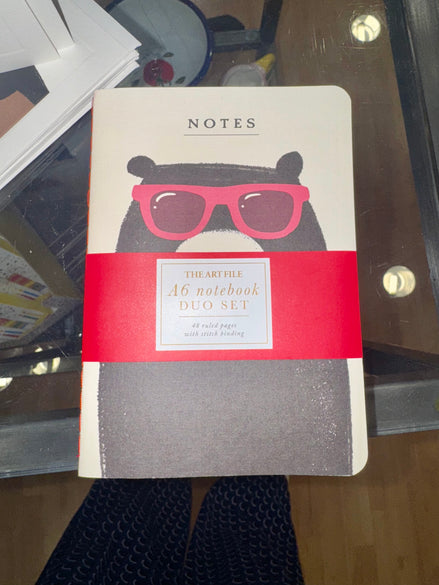 NOTES
THE ART FILE
A6 notebook
DUO SET
48 ruled pages
with stitch binding